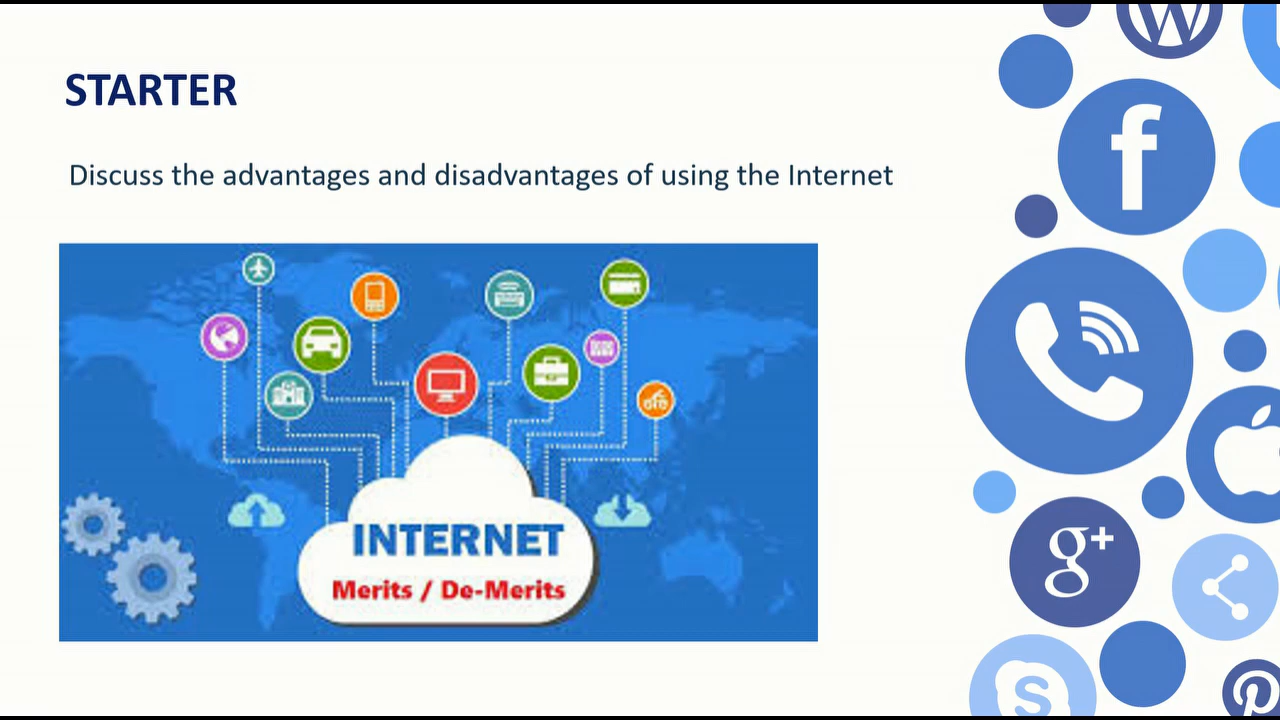 STARTER
Discuss the advantages and disadvantages of using the Internet
INTERNET
Merits / De-Merits